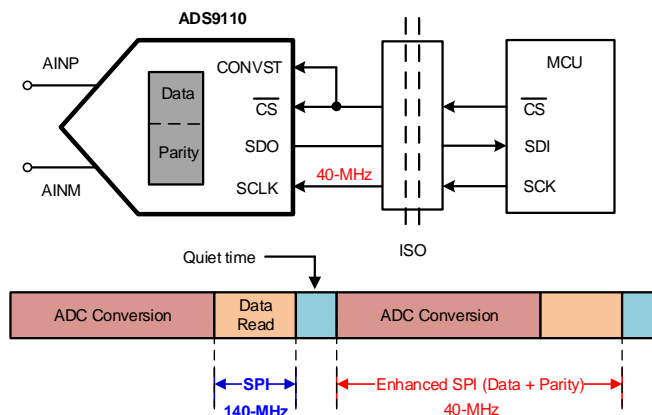 ADS9110
AINP
AINM
Data
Parity
CONVST
CS
SDO
SCLK
40-MHz
ISO
MCU
CS
SDI
SCK
Quiet time
ADC Conversion
Data
Read
ADC Conversion
SPI
140-MHz
Enhanced SPI (Data + Parity)
40-MHz